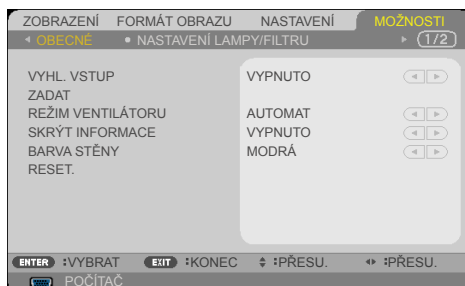 ZOBRAZENÍ FORMÁT OBRAZU NASTAVENÍ MOŽNOSTI
OBECNÉ • NASTAVENÍ LAMPY/FILTRU 1/2
VYHL. VSTUP VYPNUTO
ZADAT
REŽIM VENTILÁTORU AUTOMAT
SKRÝT INFORMACE VYPNUTO
BARVA STĚNY MODRÁ
RESET.
ENTER :VYBRAT EXIT :KONEC :PŘESU. :PŘESU.
POČÍTAČ